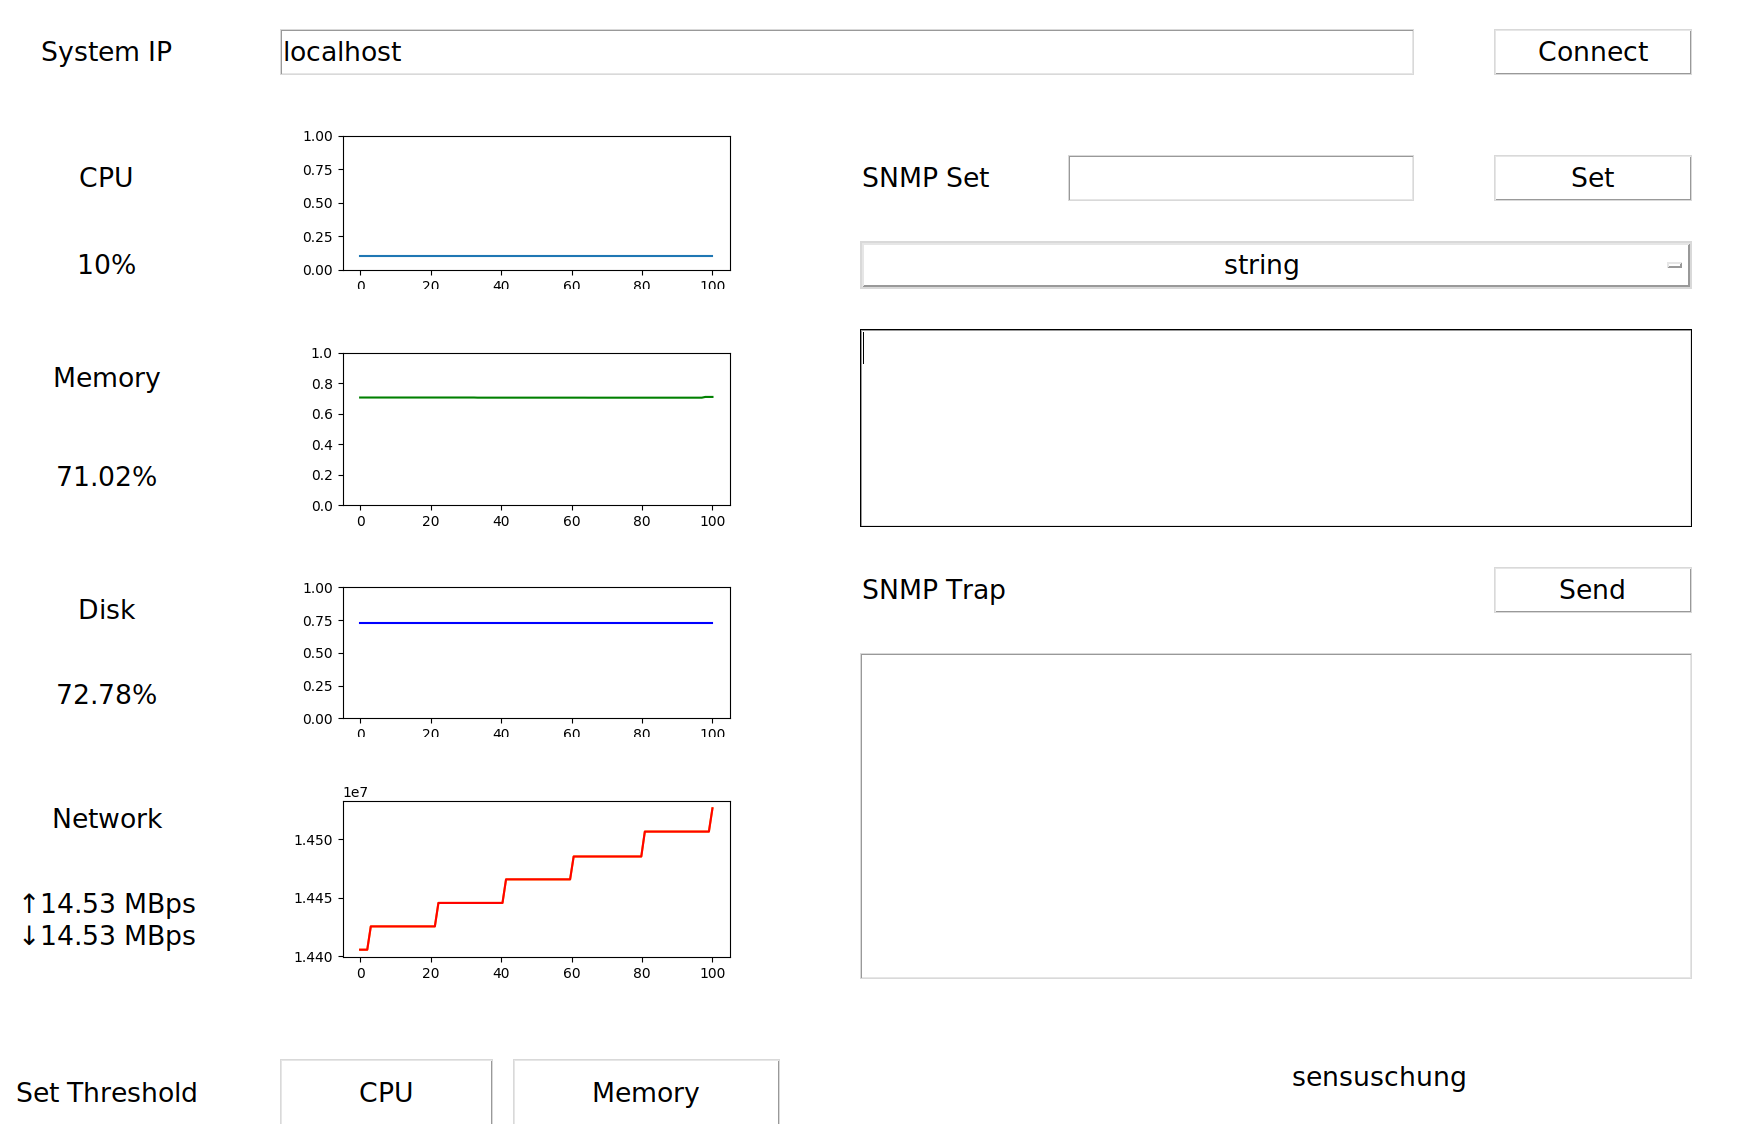 System IP
localhost
Connect
CPU
10%
1.00
0.75
0.50
0.25
0.00
0 20 40 60 80 100
SNMP Set
Set
string
Memory
71.02%
1.0
0.8
0.6
0.4
0.2
0.0
0 20 40 60 80 100
Disk
72.78%
1.00
0.75
0.50
0.25
0.00
0 20 40 60 80 100
SNMP Trap
Send
Network
↑14.53 MBps
↓14.53 MBps
1e7
1.450
1.445
1.440
0 20 40 60 80 100
Set Threshold
CPU
Memory
sensuschung